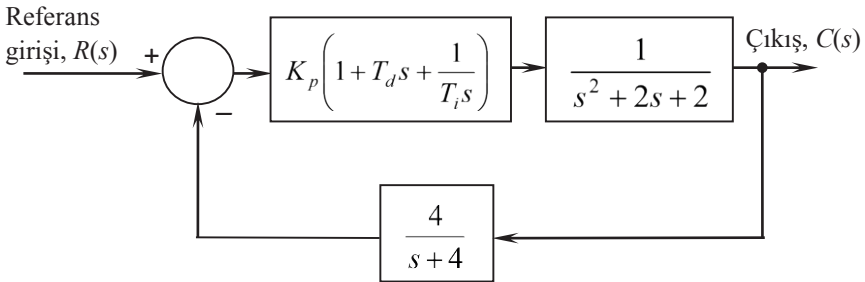 Referans
girişi, R(s)
+
−
K_p(1 + T_d s + 1/(T_i s))
1/(s^2 + 2s + 2)
Çıkış, C(s)
4/(s + 4)